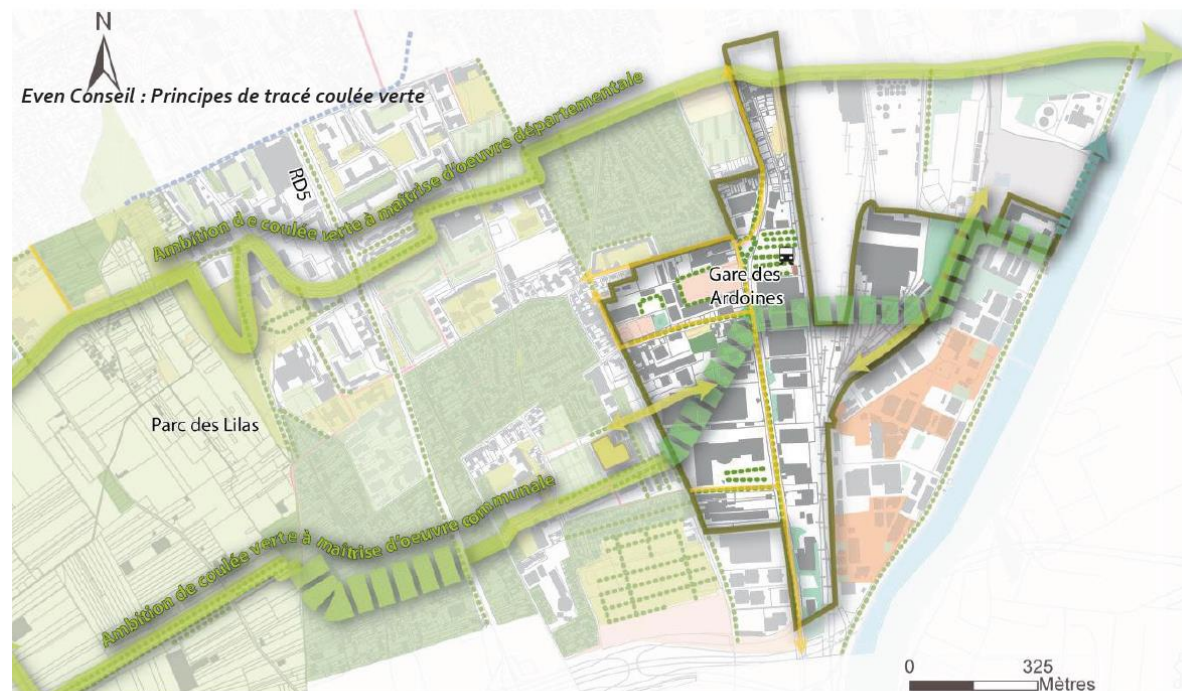 N
Even Conseil : Principes de tracé coulée verte
Ambition de coulée verte à maîtrise d'oeuvre départementale
RD5
Gare des
Ardoines
Parc des Lilas
Ambition de coulée verte à maîtrise d'oeuvre communale
0 325
Mètres